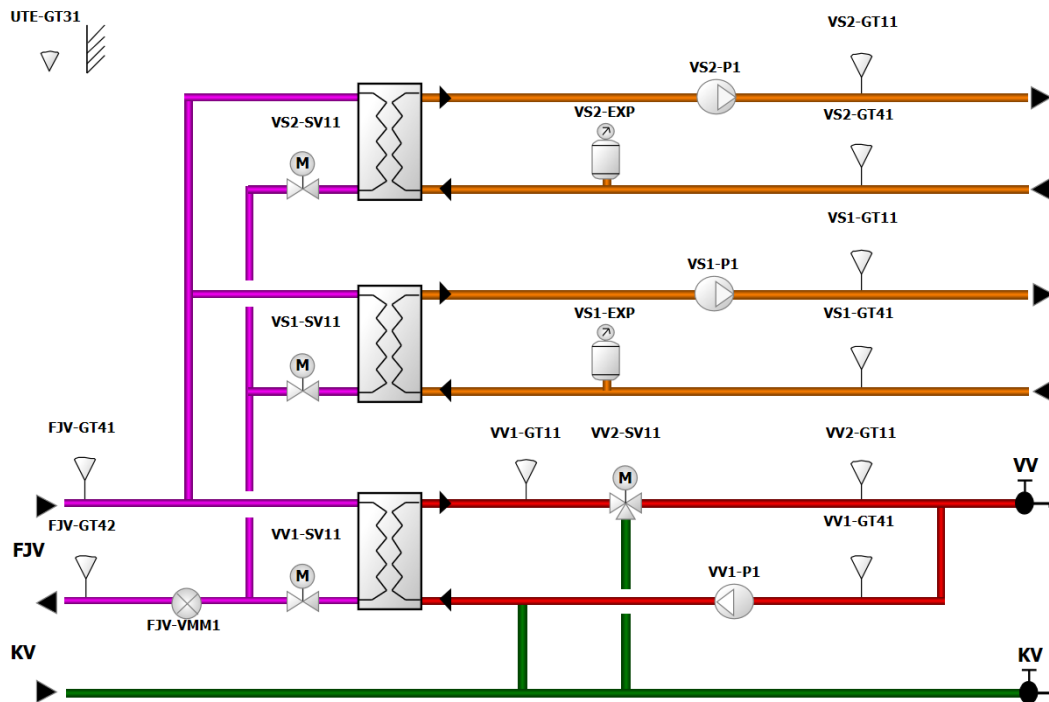 UTE-GT31
VS2-GT11
VS2-P1
VS2-SV11
VS2-EXP
VS2-GT41
M
VS1-GT11
VS1-P1
VS1-SV11
VS1-EXP
VS1-GT41
M
FJV-GT41
VV1-GT11
VV2-SV11
VV2-GT11
VV
M
FJV-GT42
VV1-SV11
VV1-GT41
FJV
M
VV1-P1
FJV-VMM1
KV
KV